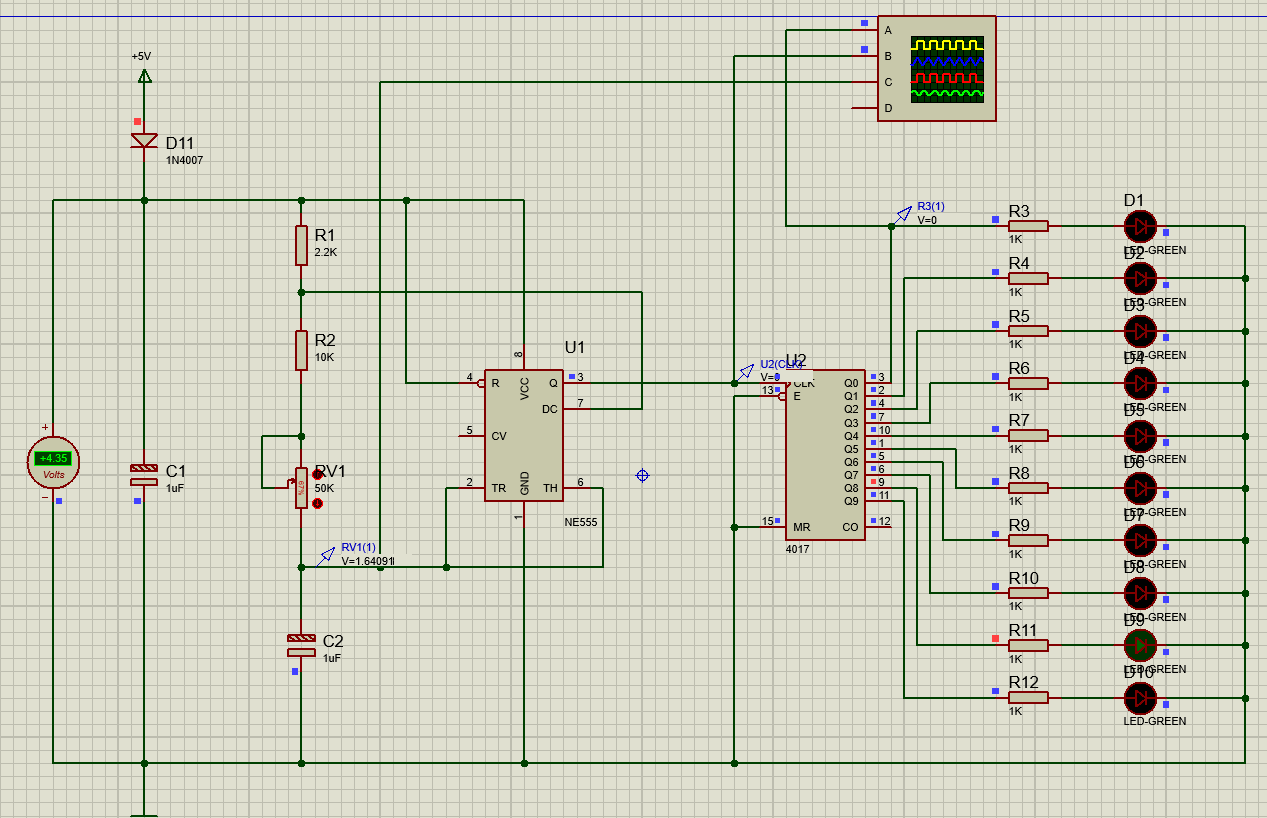 +5V
D11
1N4007
A
B
C
D
R1
2.2K
R2
10K
RV1
50K
67%
C1
1uF
+
+4.35
Volts
−
RV1(1)
V=1.64091
C2
1uF
U1
4 R
VCC 8
Q 3
DC 7
5 CV
2 TR
GND 1
TH 6
NE555
U2
U2(CLK)
V=0
CLK
13 E
15 MR
Q0 3
Q1 2
Q2 4
Q3 7
Q4 10
Q5 1
Q6 5
Q7 6
Q8 9
Q9 11
CO 12
4017
R3(1)
V=0
R3
1K
D1
LED-GREEN
R4
1K
D2
LED-GREEN
R5
1K
D3
LED-GREEN
R6
1K
D4
LED-GREEN
R7
1K
D5
LED-GREEN
R8
1K
D6
LED-GREEN
R9
1K
D7
LED-GREEN
R10
1K
D8
LED-GREEN
R11
1K
D9
LED-GREEN
R12
1K
D10
LED-GREEN